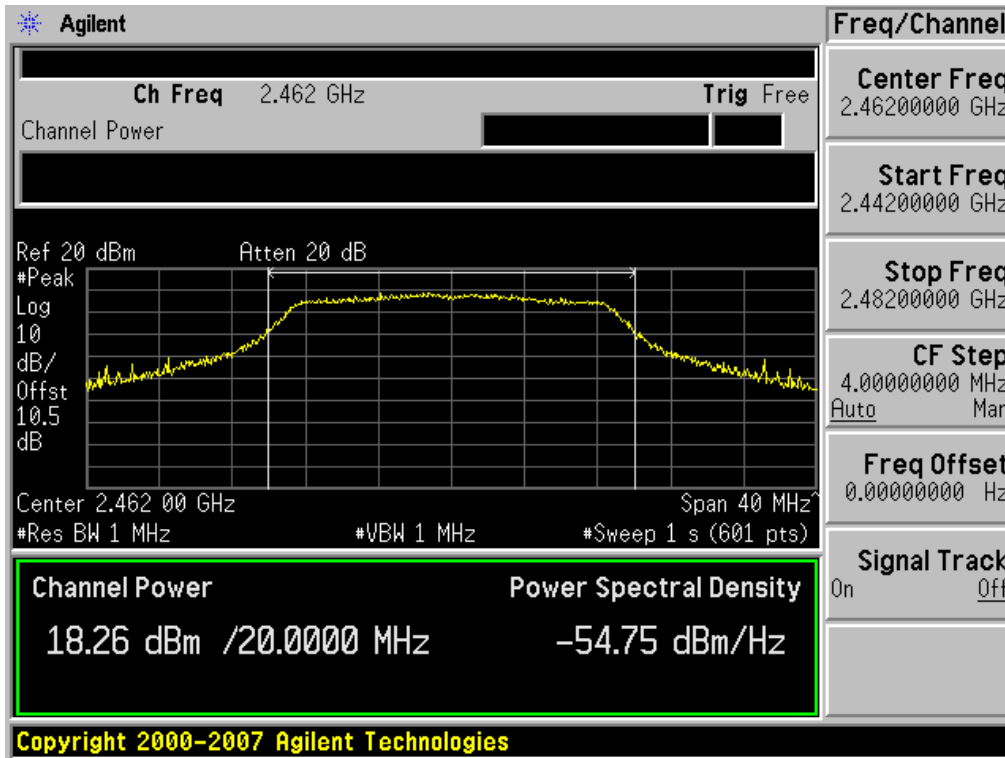 Agilent
Freq/Channel
Ch Freq 2.462 GHz Trig Free
Channel Power
Center Freq
2.46200000 GHz
Start Freq
2.44200000 GHz
Stop Freq
2.48200000 GHz
CF Step
4.00000000 MHz
Auto Man
Freq Offset
0.00000000 Hz
Signal Track
On Off
Ref 20 dBm Atten 20 dB
#Peak
Log
10
dB/
Offst
10.5
dB
Center 2.462 00 GHz Span 40 MHz^
#Res BW 1 MHz #VBW 1 MHz #Sweep 1 s (601 pts)
Channel Power Power Spectral Density
18.26 dBm /20.0000 MHz -54.75 dBm/Hz
Copyright 2000-2007 Agilent Technologies